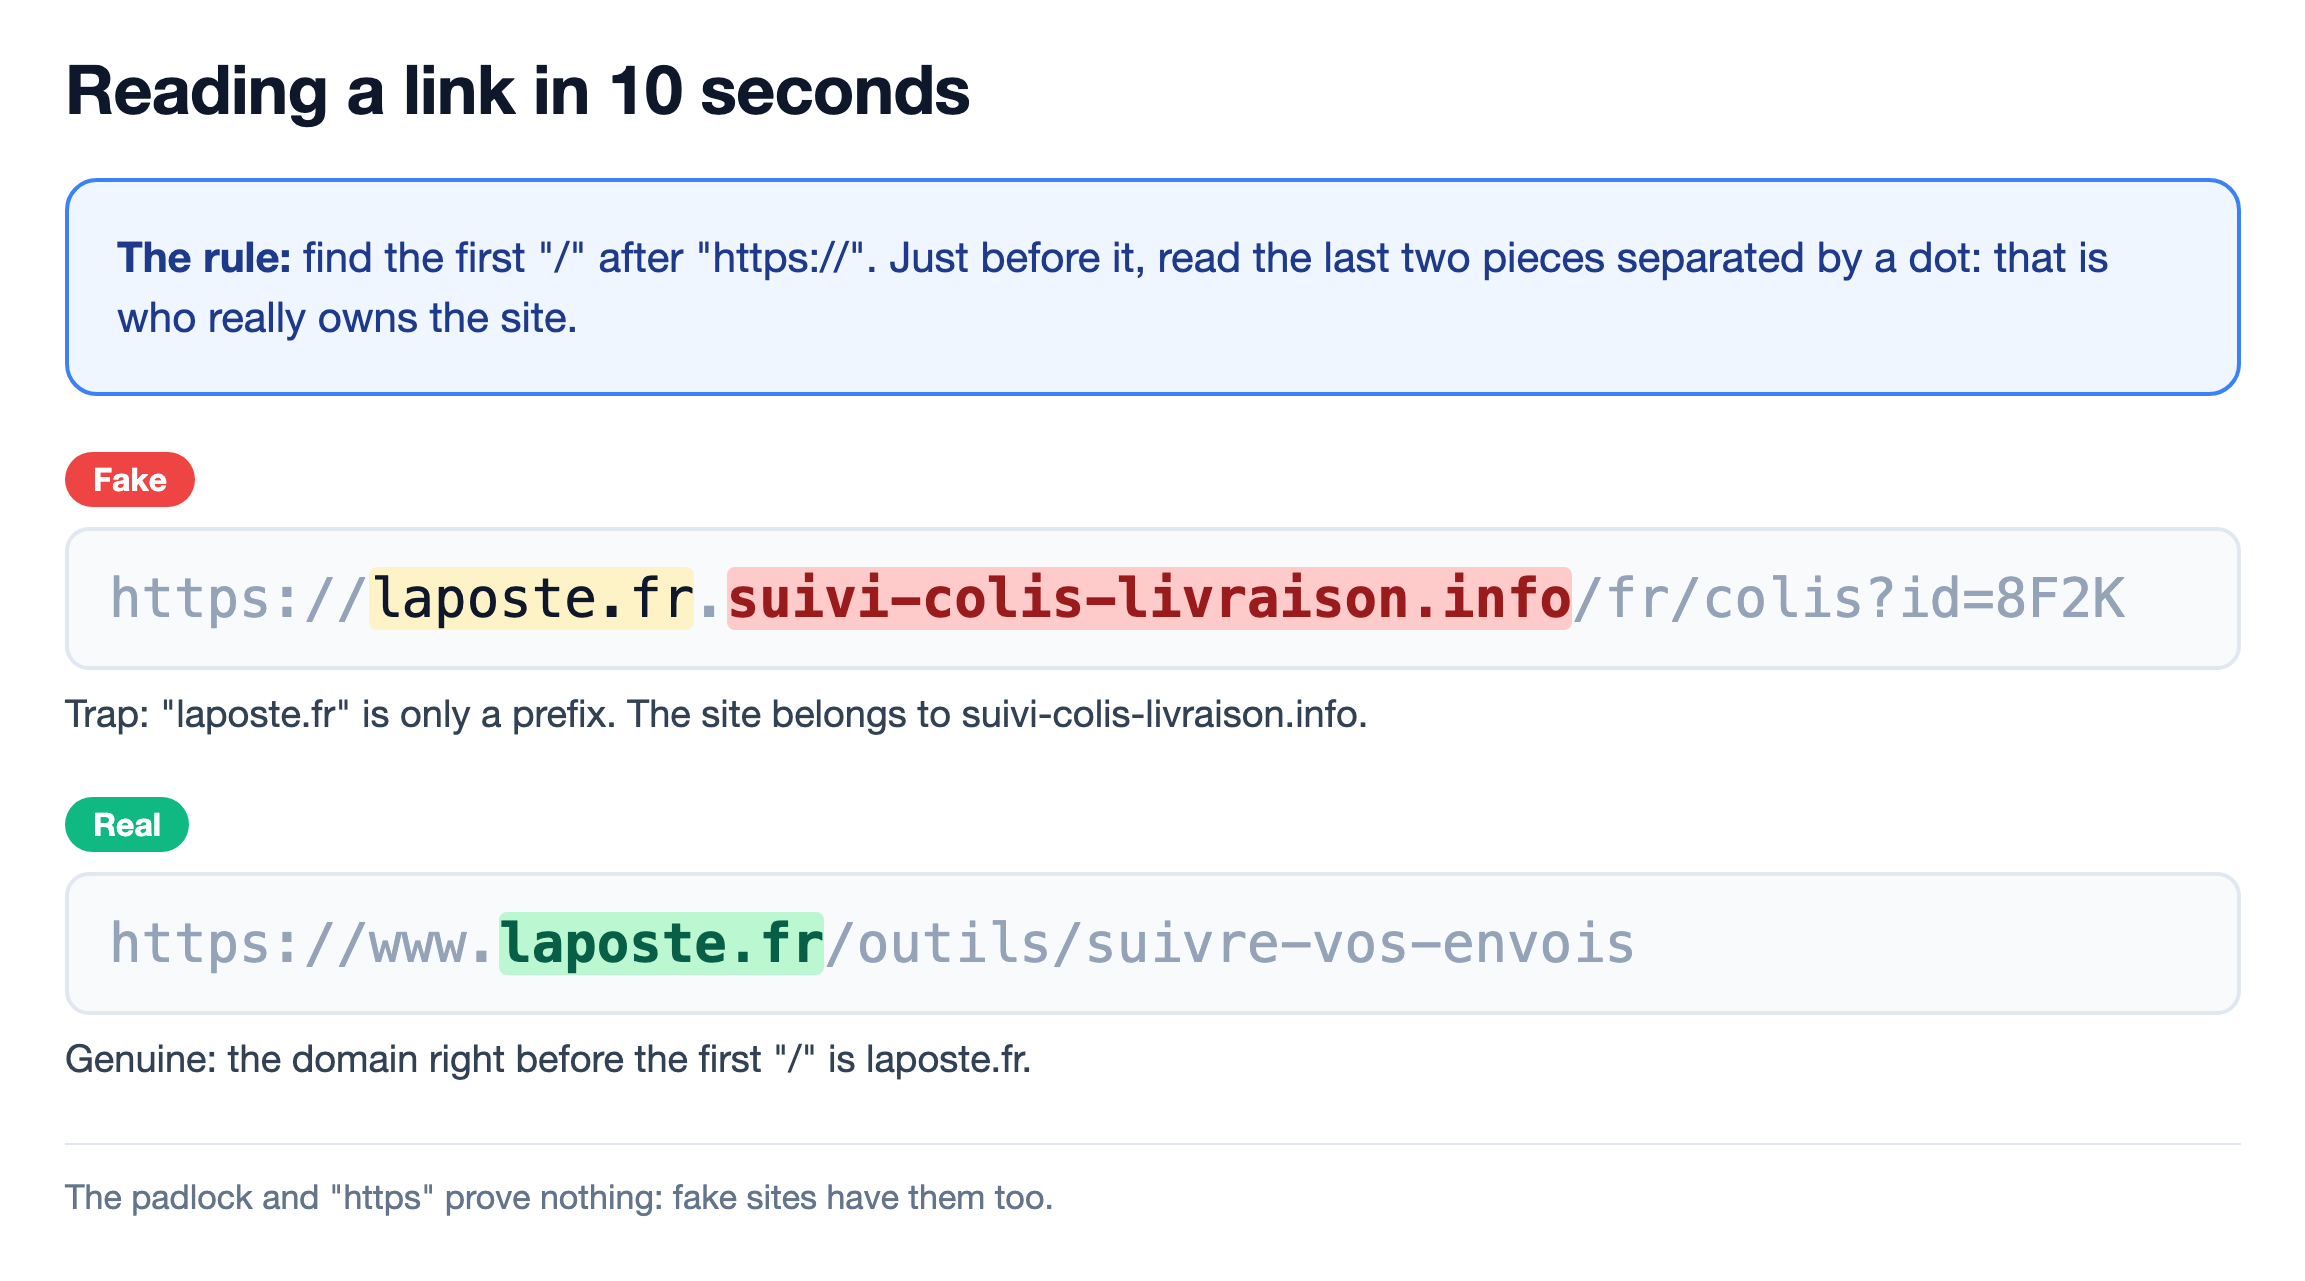 Reading a link in 10 seconds
The rule: find the first "/" after "https://". Just before it, read the last two pieces separated by a dot: that is
who really owns the site.
Fake
https://laposte.fr.suivi-colis-livraison.info/fr/colis?id=8F2K
Trap: "laposte.fr" is only a prefix. The site belongs to suivi-colis-livraison.info.
Real
https://www.laposte.fr/outils/suivre-vos-envois
Genuine: the domain right before the first "/" is laposte.fr.
The padlock and "https" prove nothing: fake sites have them too.